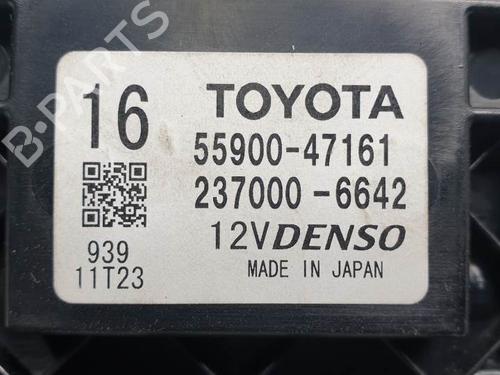 16
TOYOTA
55900-47161
237000-6642
12V DENSO
939
11T23
MADE IN JAPAN
B-PARTS